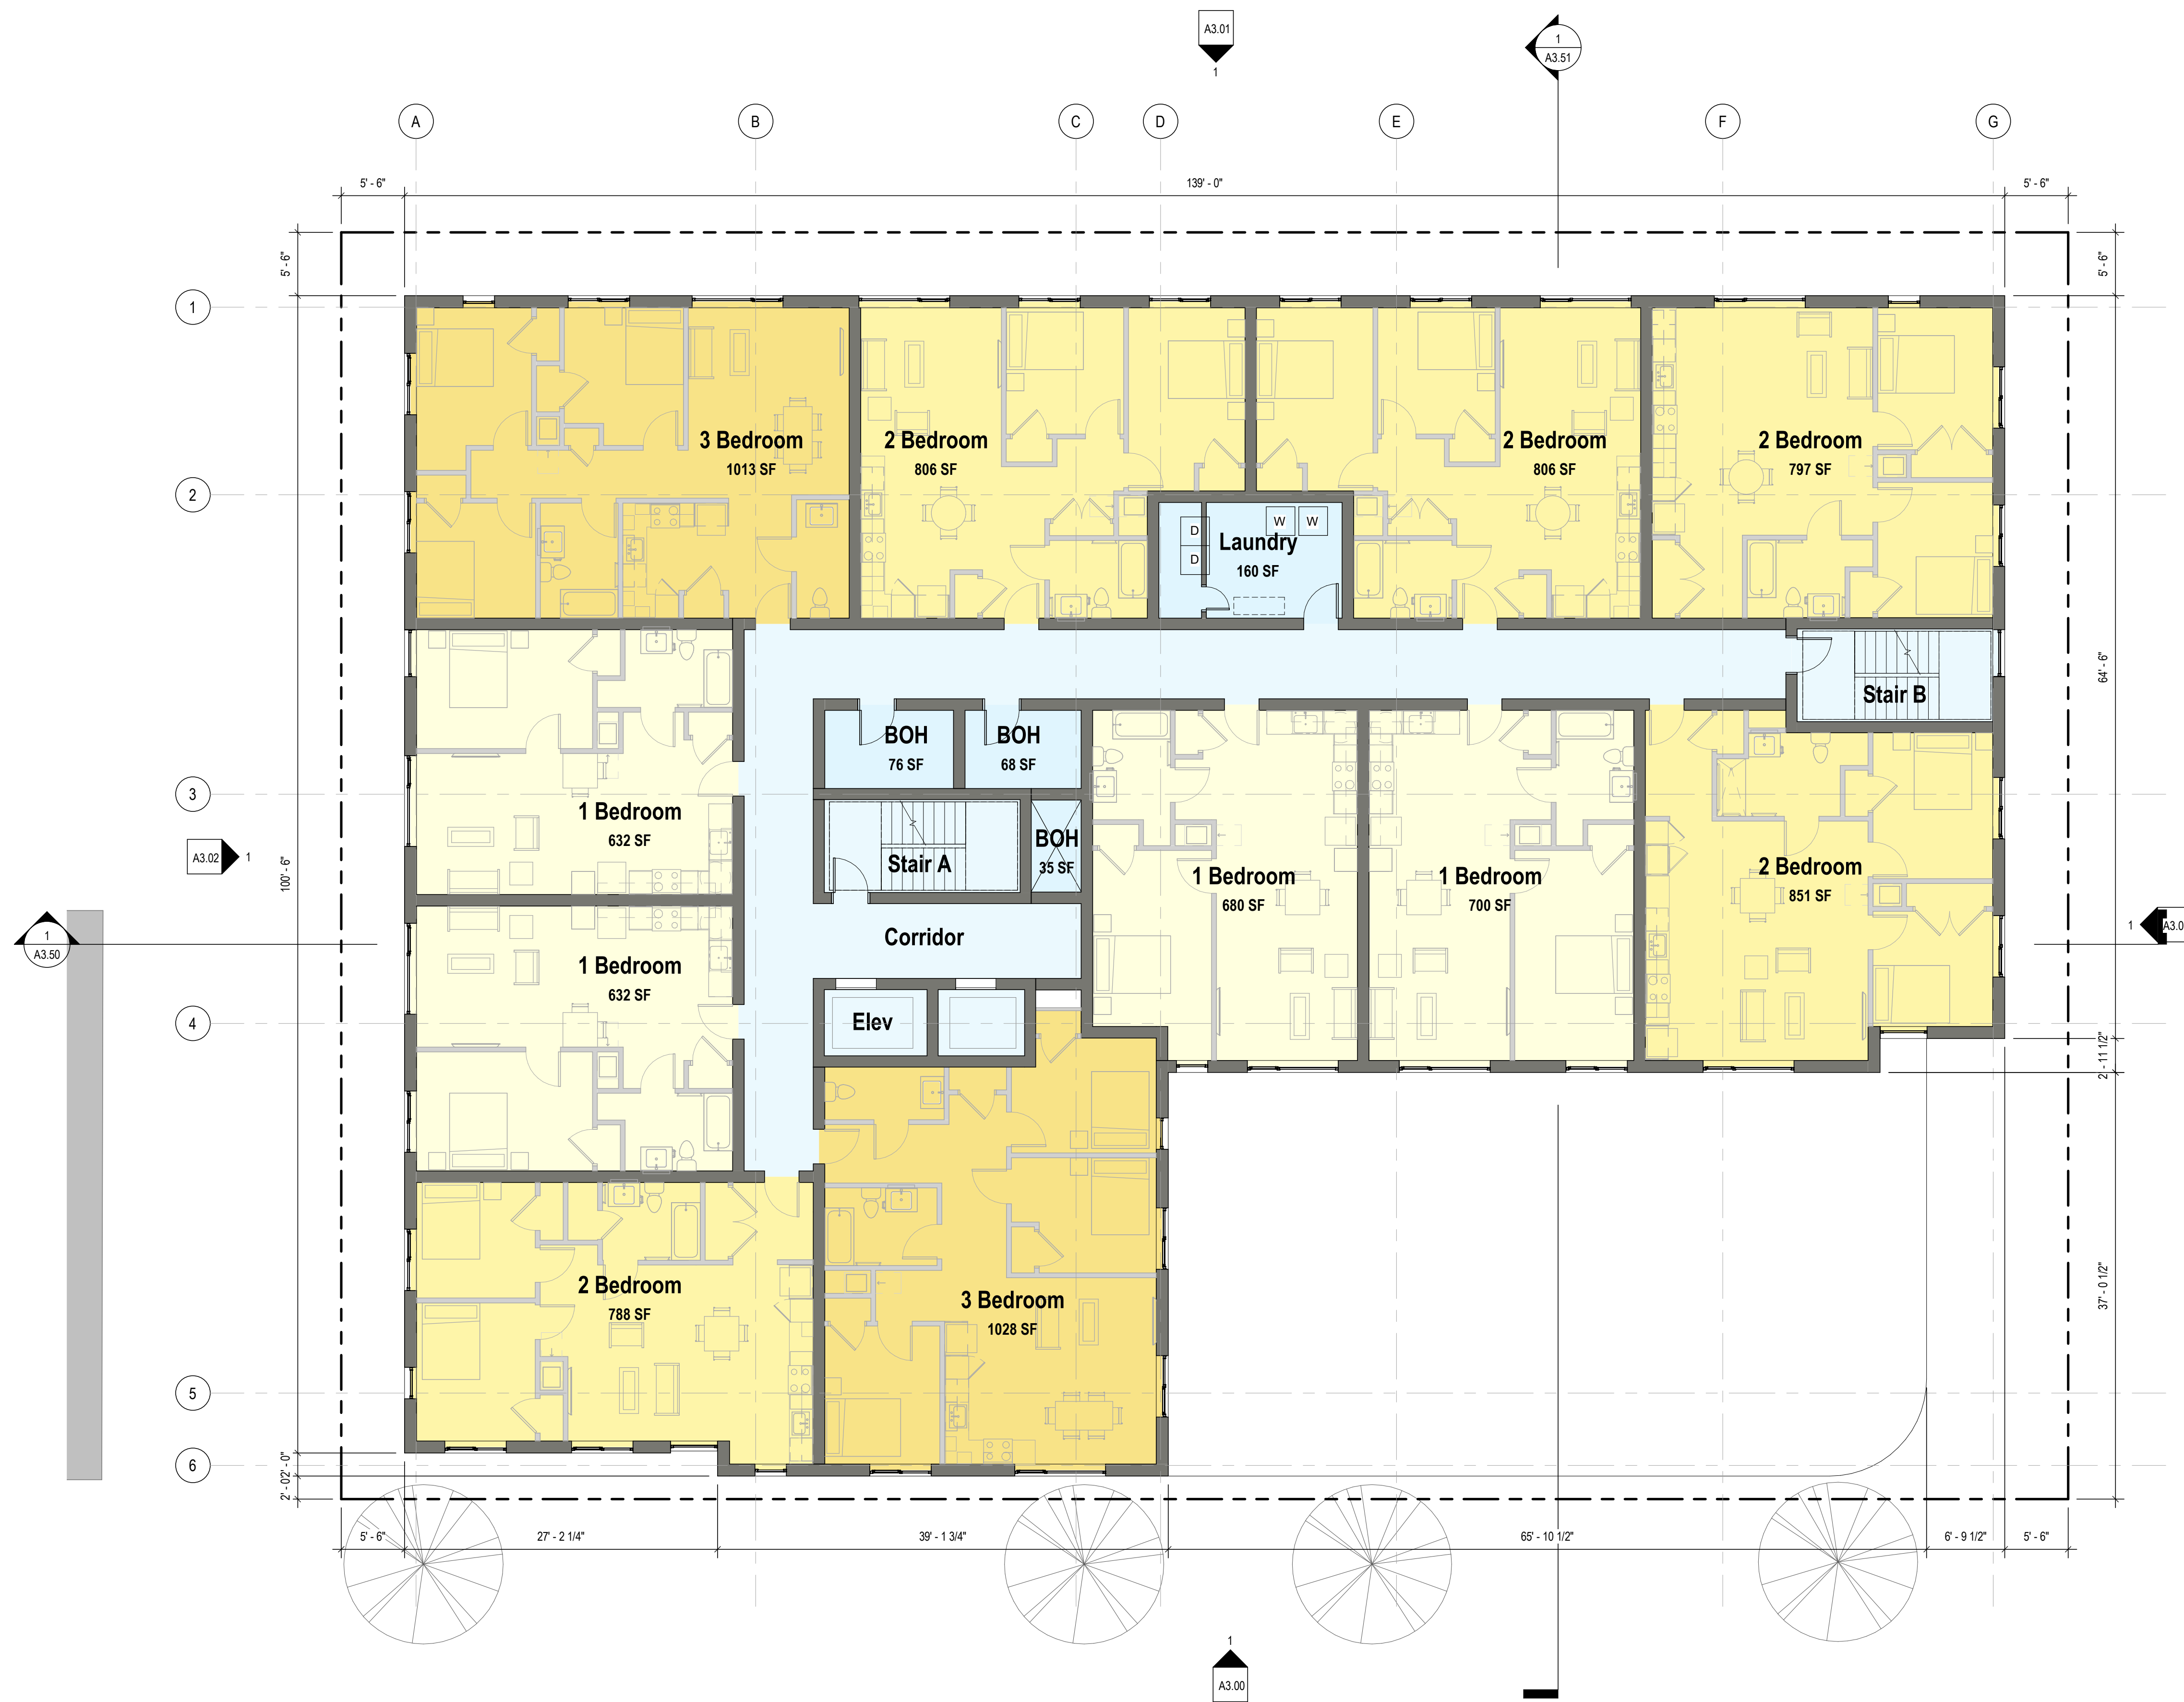 A3.01
1
1
A3.51
A
B
C
D
E
F
G
5' - 6"
139' - 0"
5' - 6"
5' - 6"
5' - 6"
1
2
3
4
5
6
3 Bedroom
1013 SF
2 Bedroom
806 SF
2 Bedroom
806 SF
2 Bedroom
797 SF
D
D
W
W
Laundry
160 SF
64' - 6"
Stair B
BOH
76 SF
BOH
68 SF
1 Bedroom
632 SF
A3.02
1
100' - 6"
Stair A
BOH
35 SF
1 Bedroom
680 SF
1 Bedroom
700 SF
2 Bedroom
851 SF
1
A3.50
Corridor
1
A3.0
1 Bedroom
632 SF
Elev
2' - 11 1/2"
2 Bedroom
788 SF
3 Bedroom
1028 SF
37' - 0 1/2"
2' - 0"
2' - 0"
5' - 6"
27' - 2 1/4"
39' - 1 3/4"
65' - 10 1/2"
6' - 9 1/2"
5' - 6"
1
A3.00